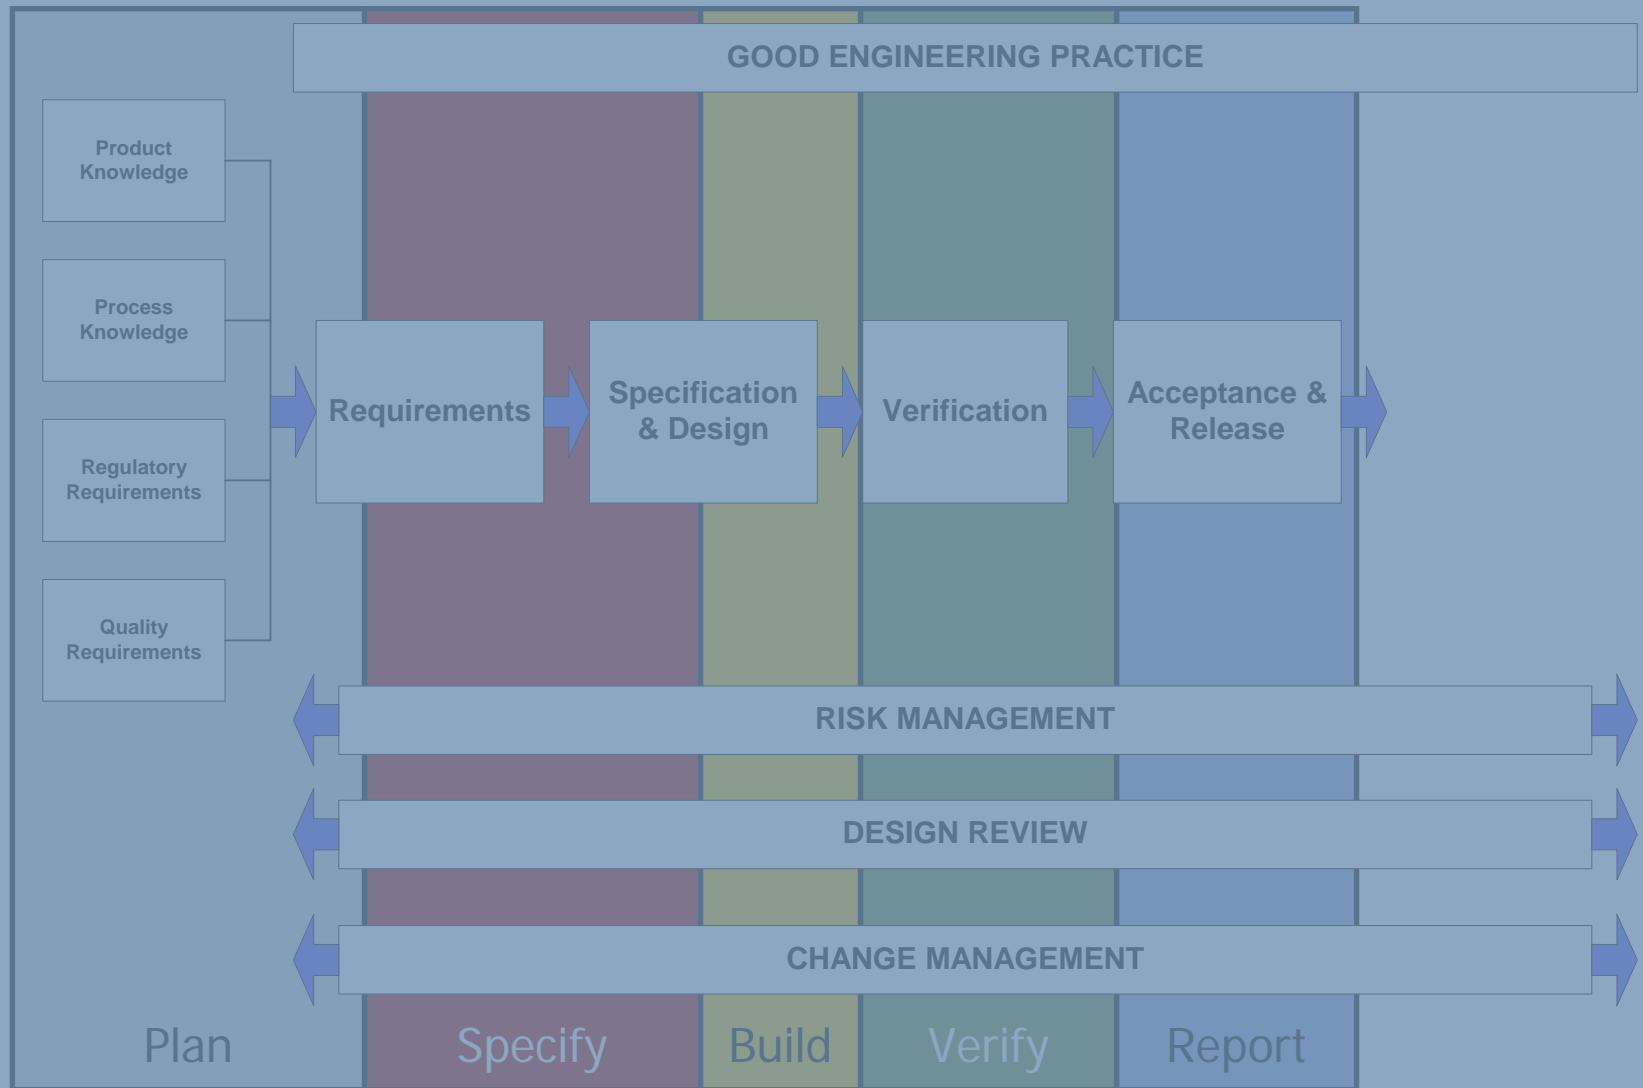 GOOD ENGINEERING PRACTICE
Product
Knowledge
Process
Knowledge
Regulatory
Requirements
Quality
Requirements
Requirements
Specification
& Design
Verification
Acceptance &
Release
RISK MANAGEMENT
DESIGN REVIEW
CHANGE MANAGEMENT
Plan
Specify
Build
Verify
Report